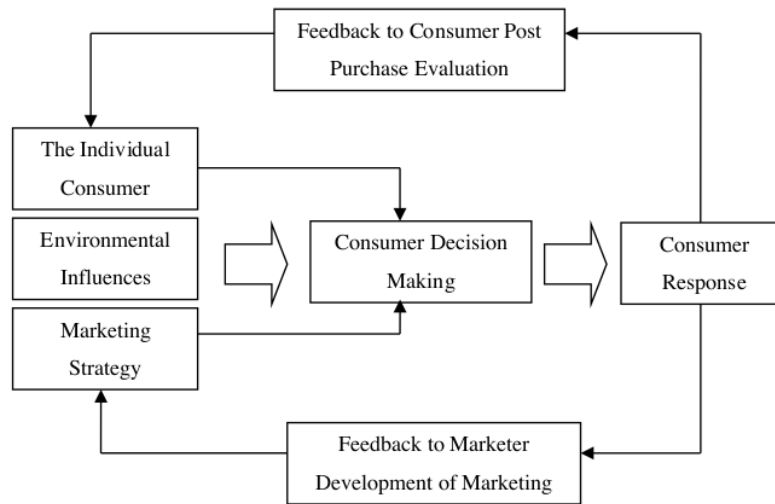 Feedback to Consumer Post
Purchase Evaluation
The Individual
Consumer
Environmental
Influences
Marketing
Strategy
Consumer Decision
Making
Consumer
Response
Feedback to Marketer
Development of Marketing